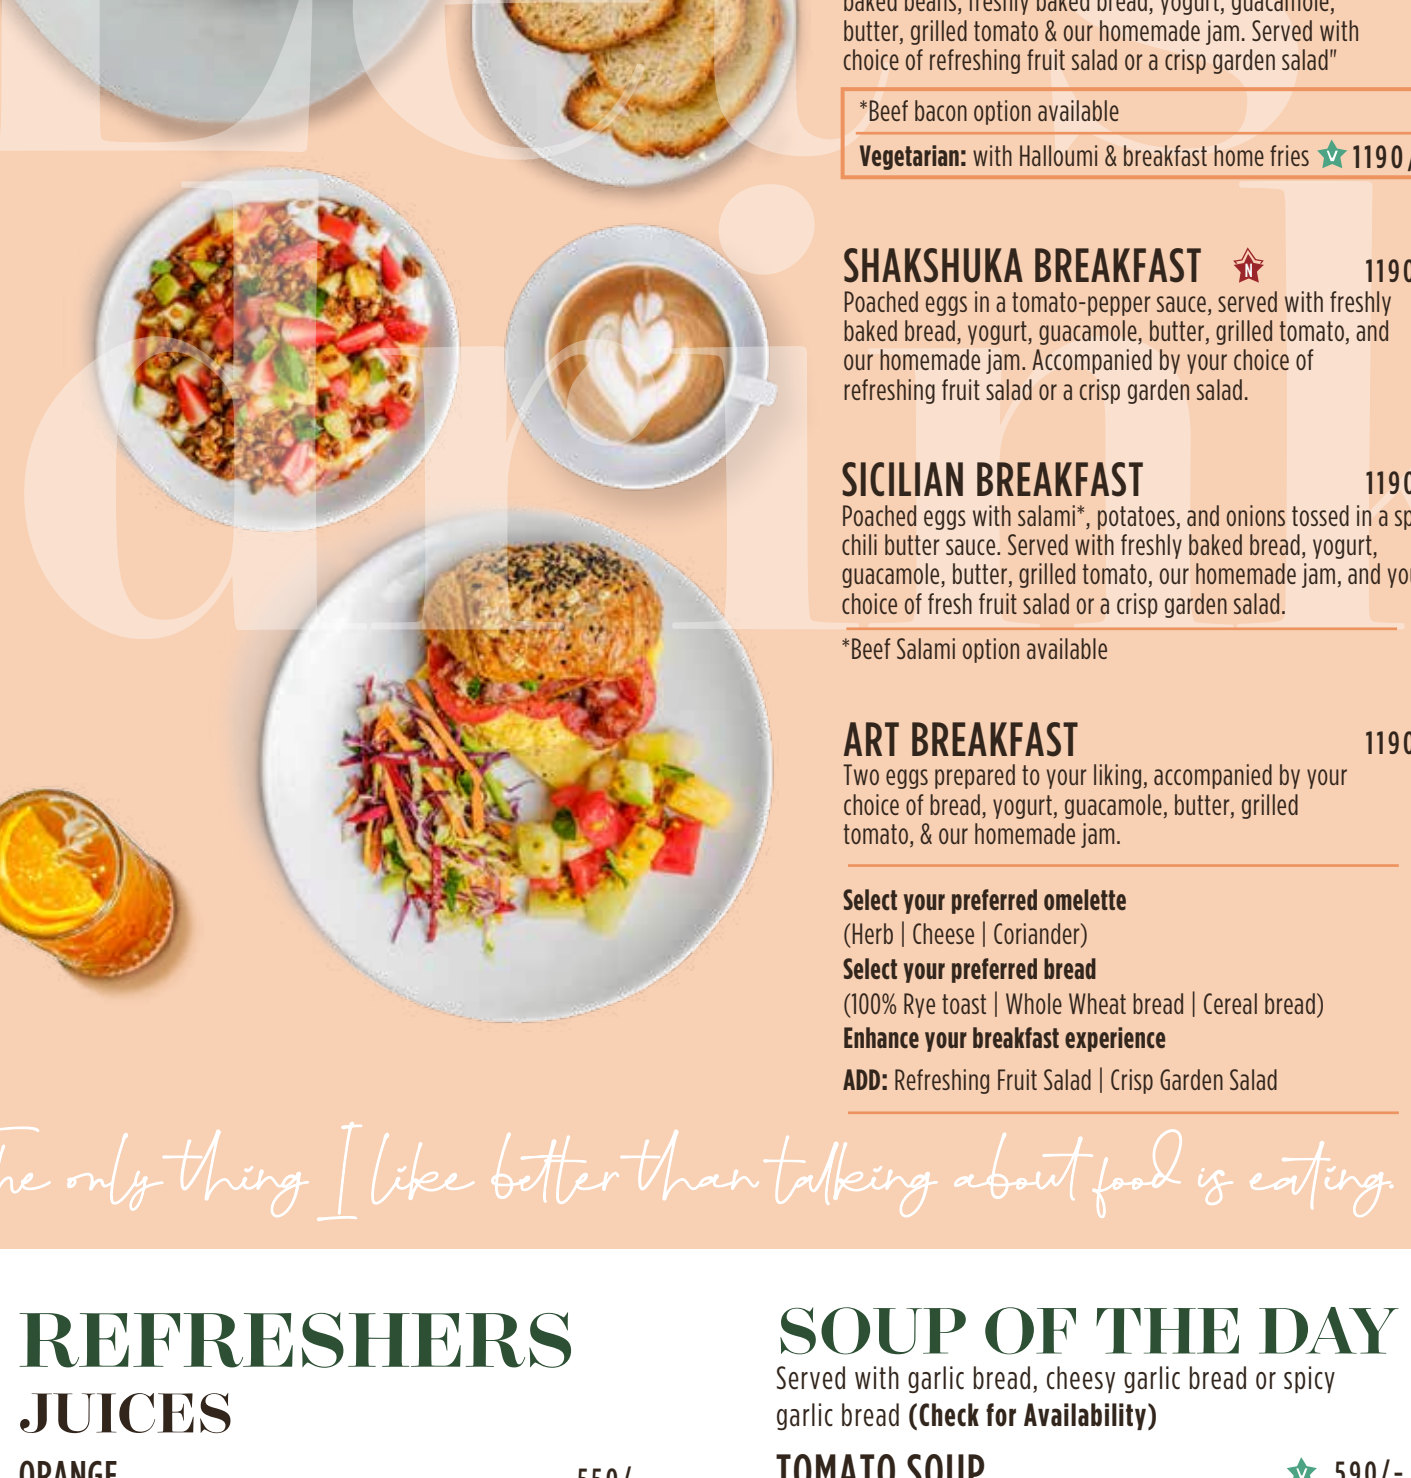 baked beans, freshly baked bread, yogurt, guacamole,
butter, grilled tomato & our homemade jam. Served with
choice of refreshing fruit salad or a crisp garden salad"
*Beef bacon option available
Vegetarian: with Halloumi & breakfast home fries V 1190/
SHAKSHUKA BREAKFAST N 1190
Poached eggs in a tomato-pepper sauce, served with freshly
baked bread, yogurt, guacamole, butter, grilled tomato, and
our homemade jam. Accompanied by your choice of
refreshing fruit salad or a crisp garden salad.
SICILIAN BREAKFAST 1190
Poached eggs with salami*, potatoes, and onions tossed in a sp
chili butter sauce. Served with freshly baked bread, yogurt,
guacamole, butter, grilled tomato, our homemade jam, and you
choice of fresh fruit salad or a crisp garden salad.
*Beef Salami option available
ART BREAKFAST 1190
Two eggs prepared to your liking, accompanied by your
choice of bread, yogurt, guacamole, butter, grilled
tomato, & our homemade jam.
Select your preferred omelette
(Herb | Cheese | Coriander)
Select your preferred bread
(100% Rye toast | Whole Wheat bread | Cereal bread)
Enhance your breakfast experience
ADD: Refreshing Fruit Salad | Crisp Garden Salad
The only thing I like better than talking about food is eating.
REFRESHERS
JUICES
ORANGE 550/
SOUP OF THE DAY
Served with garlic bread, cheesy garlic bread or spicy
garlic bread (Check for Availability)
TOMATO SOUP V 590/-